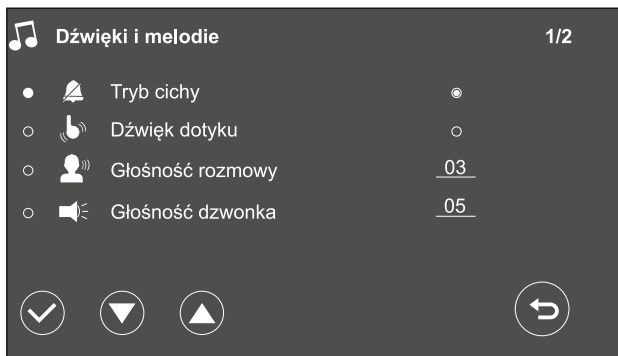 Dźwięki i melodie 1/2
Tryb cichy
Dźwięk dotyku
Głośność rozmowy 03
Głośność dzwonka 05